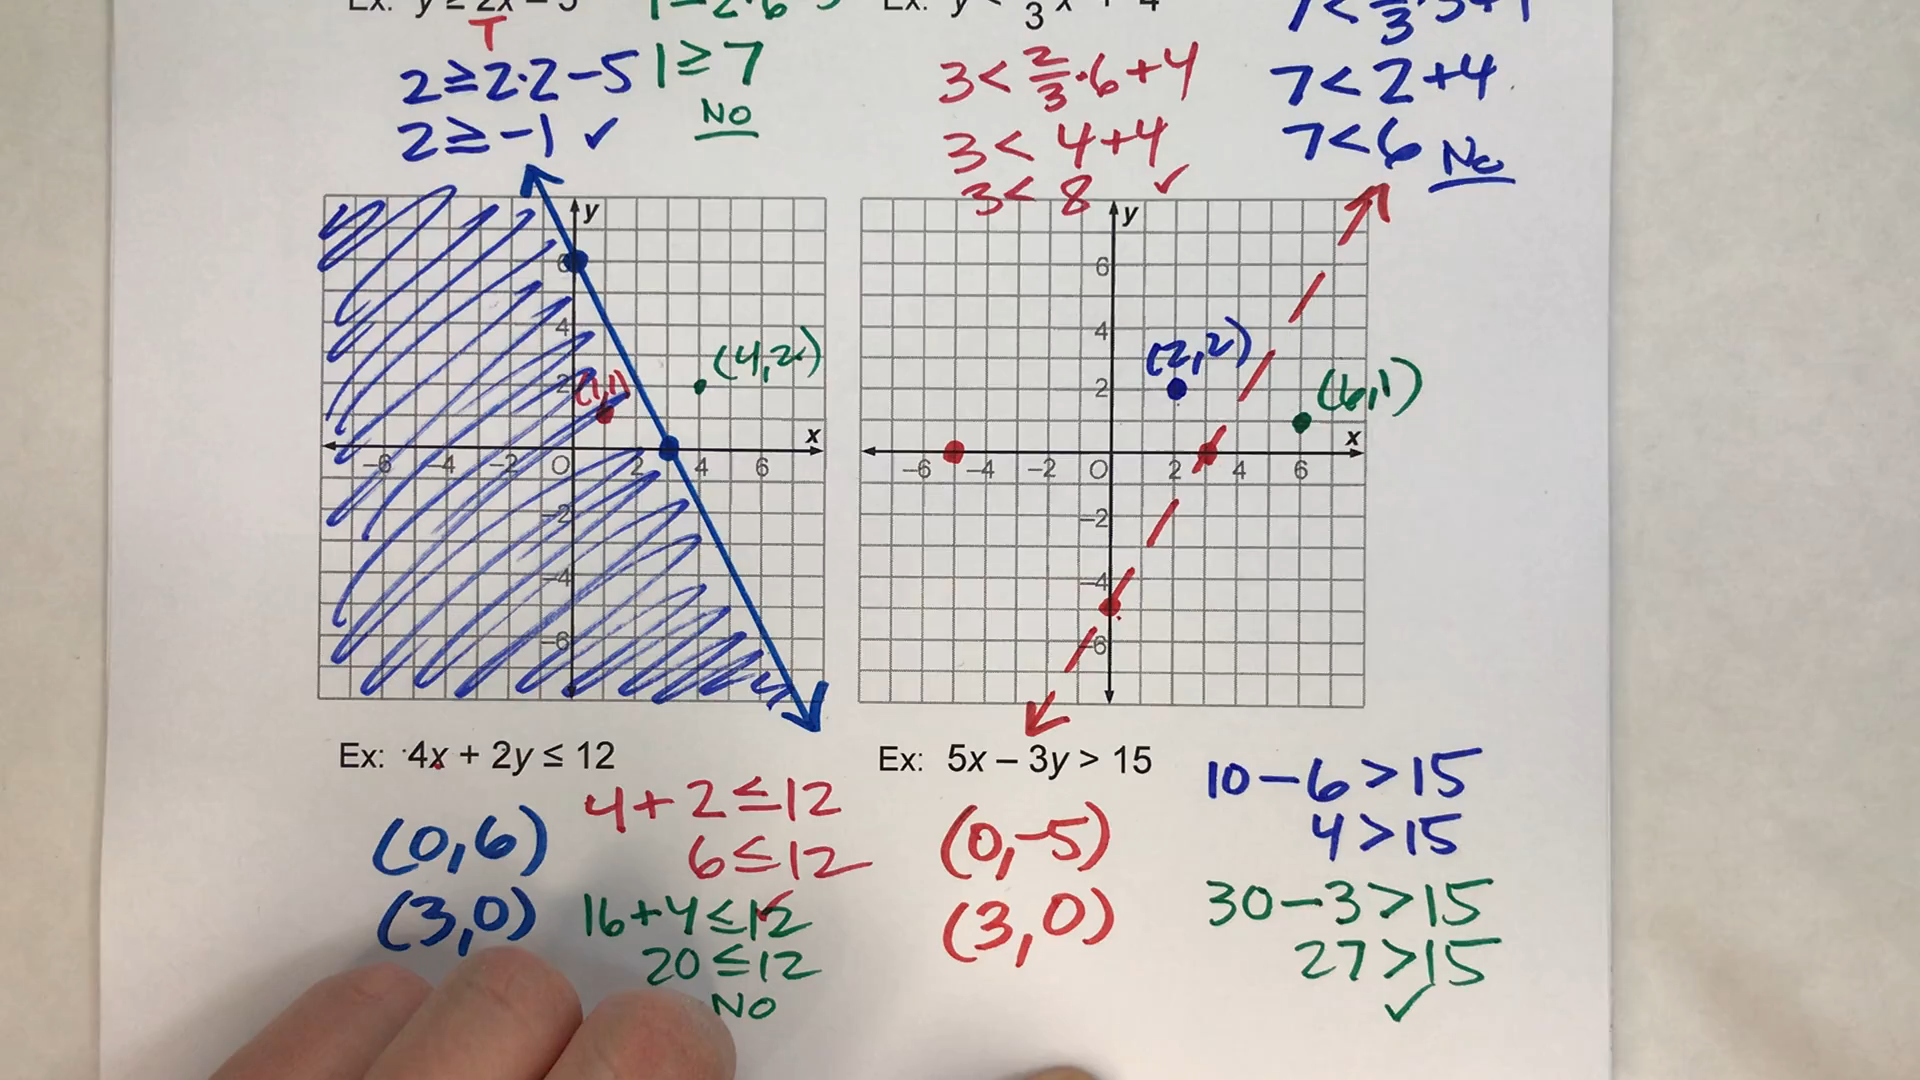 2 ≥ 2·2 − 5
2 ≥ −1 ✓
1 ≥ 7
NO
3 < 2/3·6 + 4
3 < 4+4
3 < 8 ✓
7 < 2+4
7 < 6 No
y
6
4
2
(1,1)
(4,2)
x
−6 −4 −2 O 2 4 6
−2
−4
−6
y
6
4
2
(2,2)
(6,1)
x
−6 −4 −2 O 2 4 6
−2
−4
−6
Ex: 4x + 2y ≤ 12
(0,6)
(3,0)
4 + 2 ≤ 12
6 ≤ 12
✓
16 + 4 ≤ 12
20 ≤ 12
NO
Ex: 5x – 3y > 15
(0,−5)
(3,0)
10 − 6 > 15
4 > 15
30 − 3 > 15
27 > 15
✓